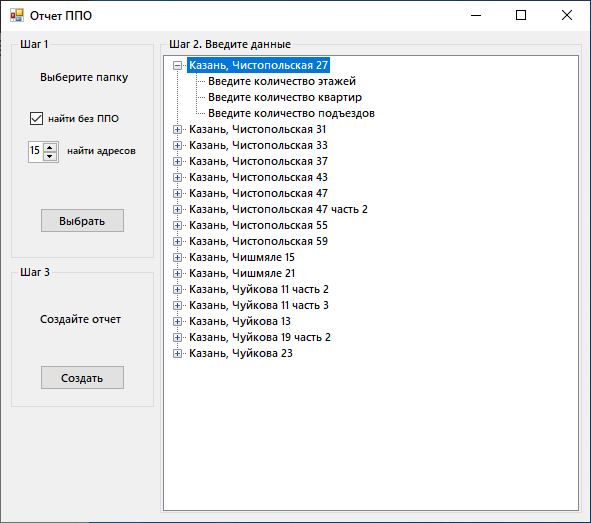 Отчет ППО
Шаг 1
Выберите папку
найти без ППО
15 найти адресов
Выбрать
Шаг 2. Введите данные
Казань, Чистопольская 27
Введите количество этажей
Введите количество квартир
Введите количество подъездов
Казань, Чистопольская 31
Казань, Чистопольская 33
Казань, Чистопольская 37
Казань, Чистопольская 43
Казань, Чистопольская 47
Казань, Чистопольская 47 часть 2
Казань, Чистопольская 55
Казань, Чистопольская 59
Казань, Чишмяле 15
Казань, Чишмяле 21
Казань, Чуйкова 11 часть 2
Казань, Чуйкова 11 часть 3
Казань, Чуйкова 13
Казань, Чуйкова 19 часть 2
Казань, Чуйкова 23
Шаг 3
Создайте отчет
Создать